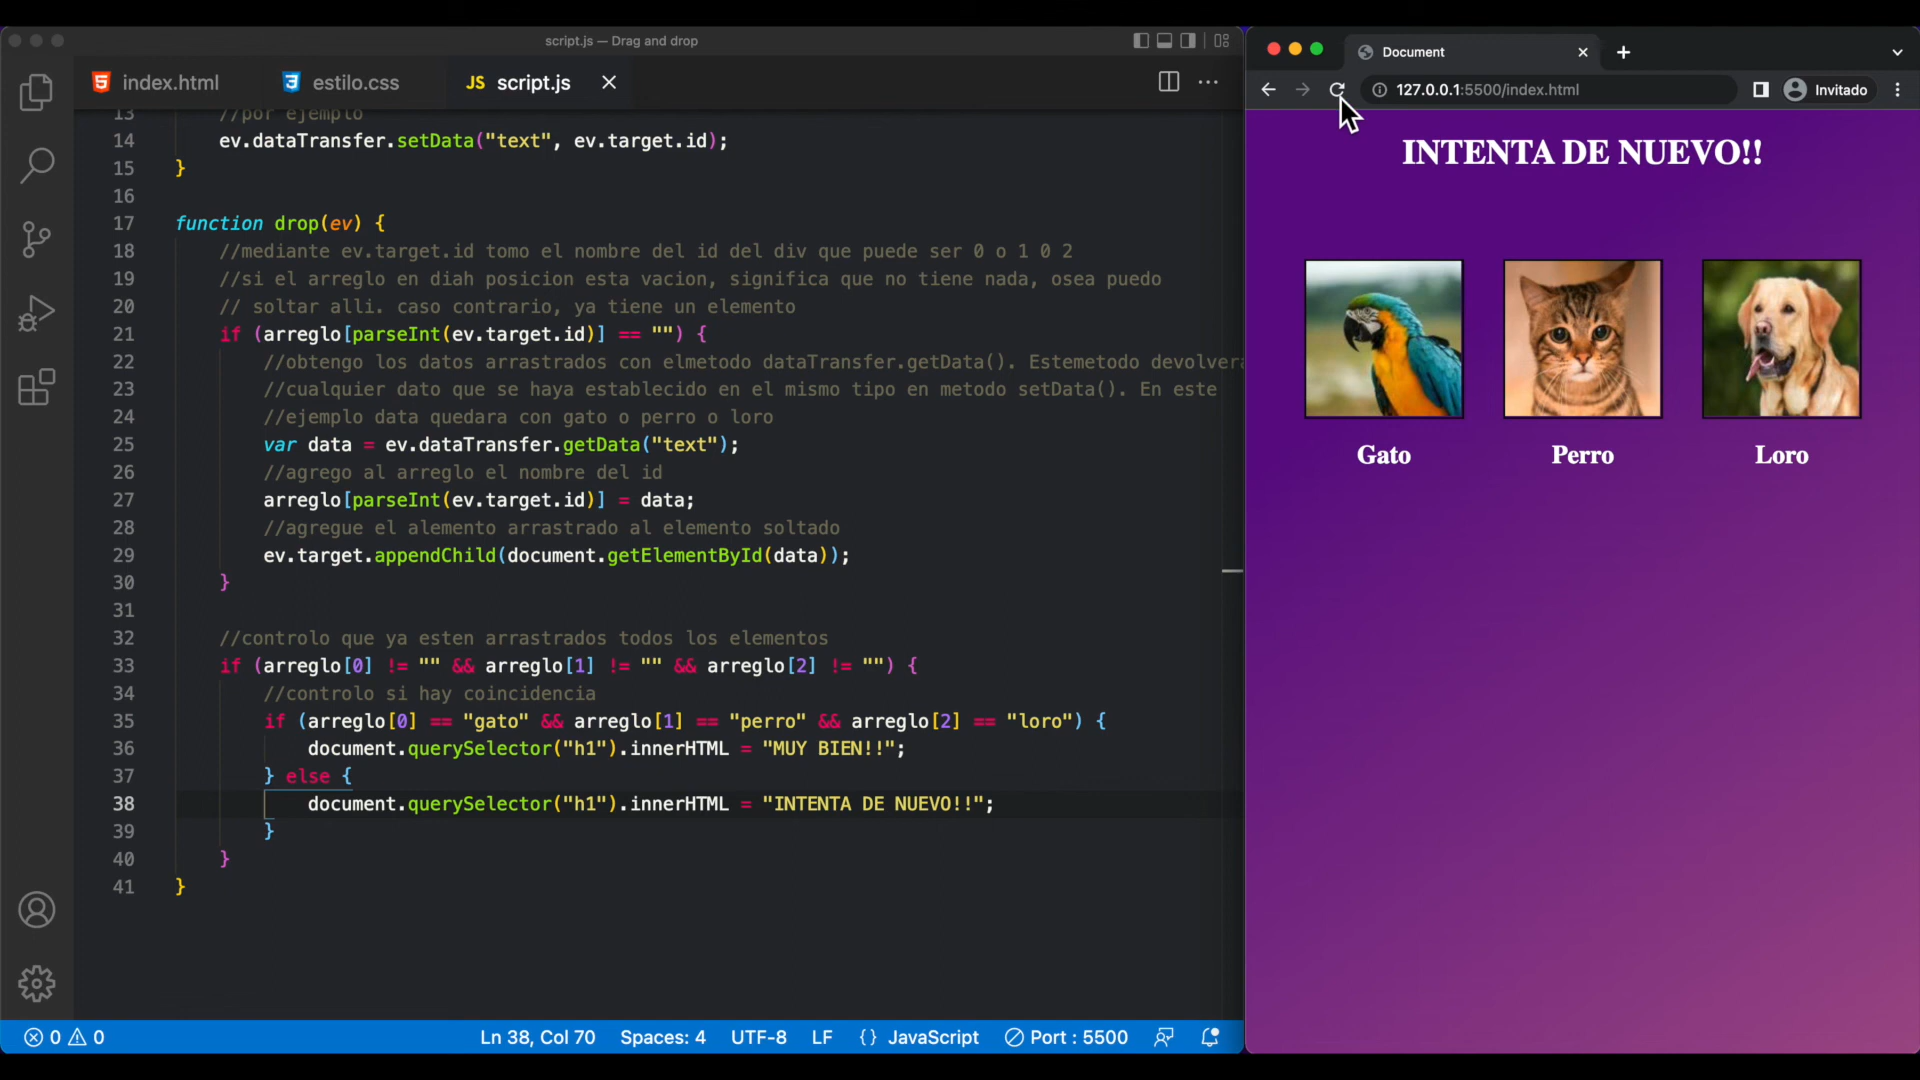 script.js — Drag and drop
index.html
estilo.css
JS script.js
13 //por ejemplo
14 ev.dataTransfer.setData("text", ev.target.id);
15 }
16
17 function drop(ev) {
18 //mediante ev.target.id tomo el nombre del id del div que puede ser 0 o 1 0 2
19 //si el arreglo en diah posicion esta vacion, significa que no tiene nada, osea puedo
20 // soltar alli. caso contrario, ya tiene un elemento
21 if (arreglo[parseInt(ev.target.id)] == "") {
22 //obtengo los datos arrastrados con elmetodo dataTransfer.getData(). Estemetodo devolvera
23 //cualquier dato que se haya establecido en el mismo tipo en metodo setData(). En este
24 //ejemplo data quedara con gato o perro o loro
25 var data = ev.dataTransfer.getData("text");
26 //agrego al arreglo el nombre del id
27 arreglo[parseInt(ev.target.id)] = data;
28 //agregue el alemento arrastrado al elemento soltado
29 ev.target.appendChild(document.getElementById(data));
30 }
31
32 //controlo que ya esten arrastrados todos los elementos
33 if (arreglo[0] != "" && arreglo[1] != "" && arreglo[2] != "") {
34 //controlo si hay coincidencia
35 if (arreglo[0] == "gato" && arreglo[1] == "perro" && arreglo[2] == "loro") {
36 document.querySelector("h1").innerHTML = "MUY BIEN!!";
37 } else {
38 document.querySelector("h1").innerHTML = "INTENTA DE NUEVO!!";
39 }
40 }
41 }
0 0
Ln 38, Col 70
Spaces: 4
UTF-8
LF
{} JavaScript
Port : 5500
Document
127.0.0.1:5500/index.html
Invitado
INTENTA DE NUEVO!!
Gato
Perro
Loro